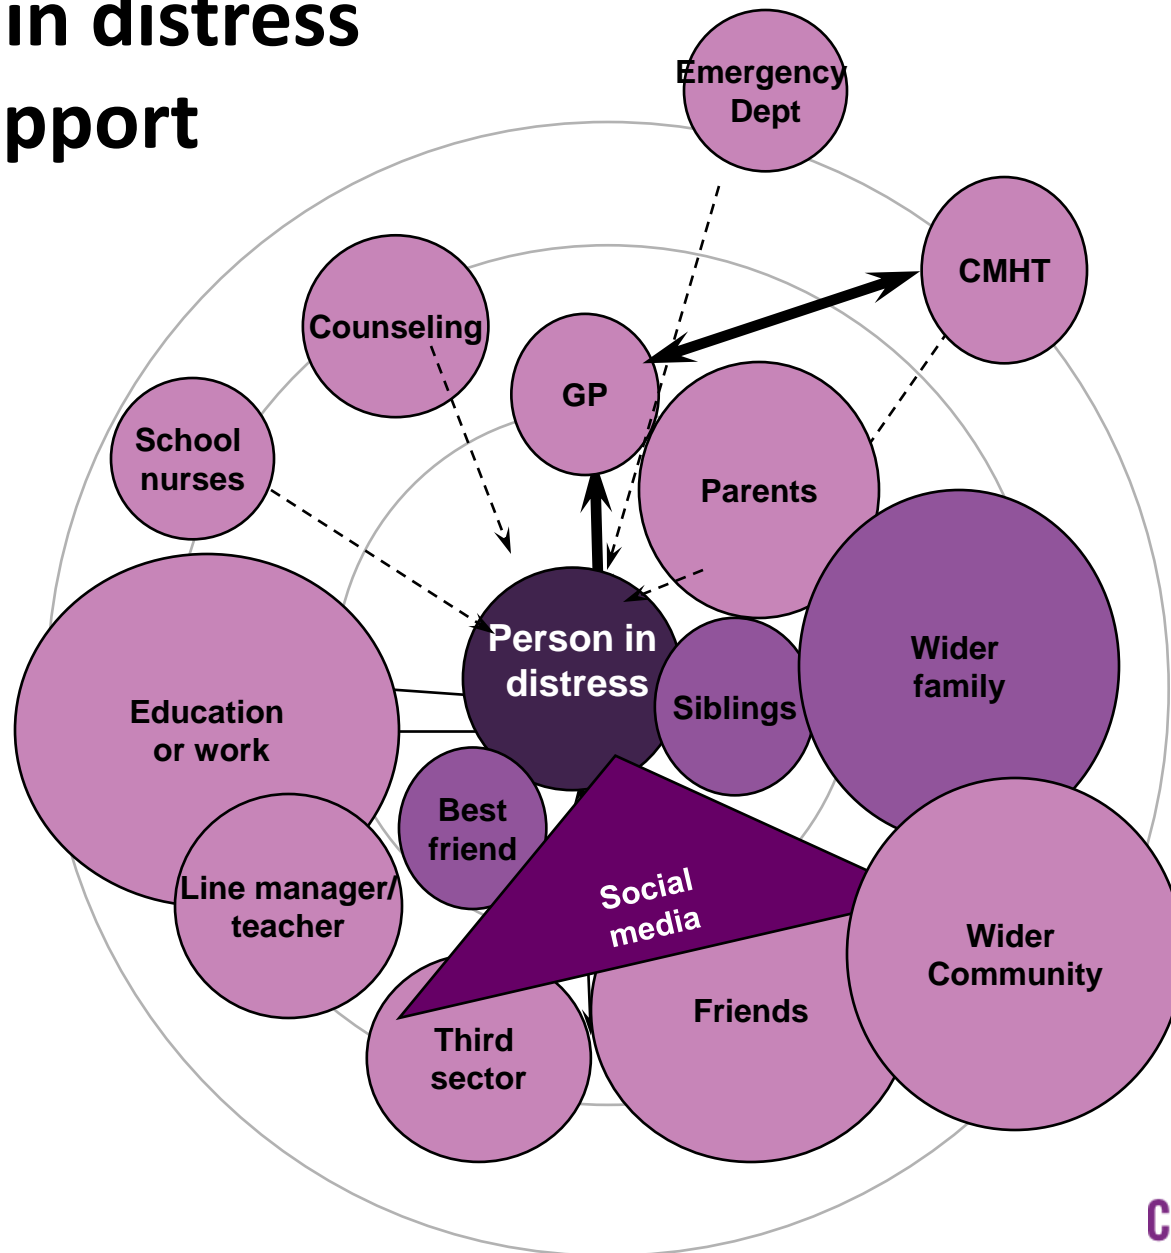 in distress
pport
Emergency
Dept
CMHT
Counseling
GP
School
nurses
Parents
Person in
distress
Wider
family
Siblings
Education
or work
Best
friend
Line manager/
teacher
Social
media
Wider
Community
Friends
Third
sector
C